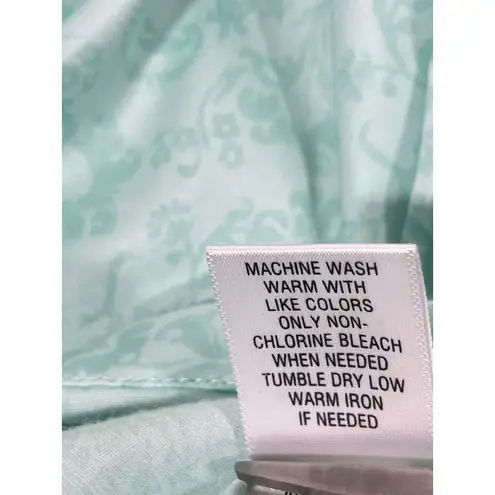 MACHINE WASH
WARM WITH
LIKE COLORS
ONLY NON-
CHLORINE BLEACH
WHEN NEEDED
TUMBLE DRY LOW
WARM IRON
IF NEEDED